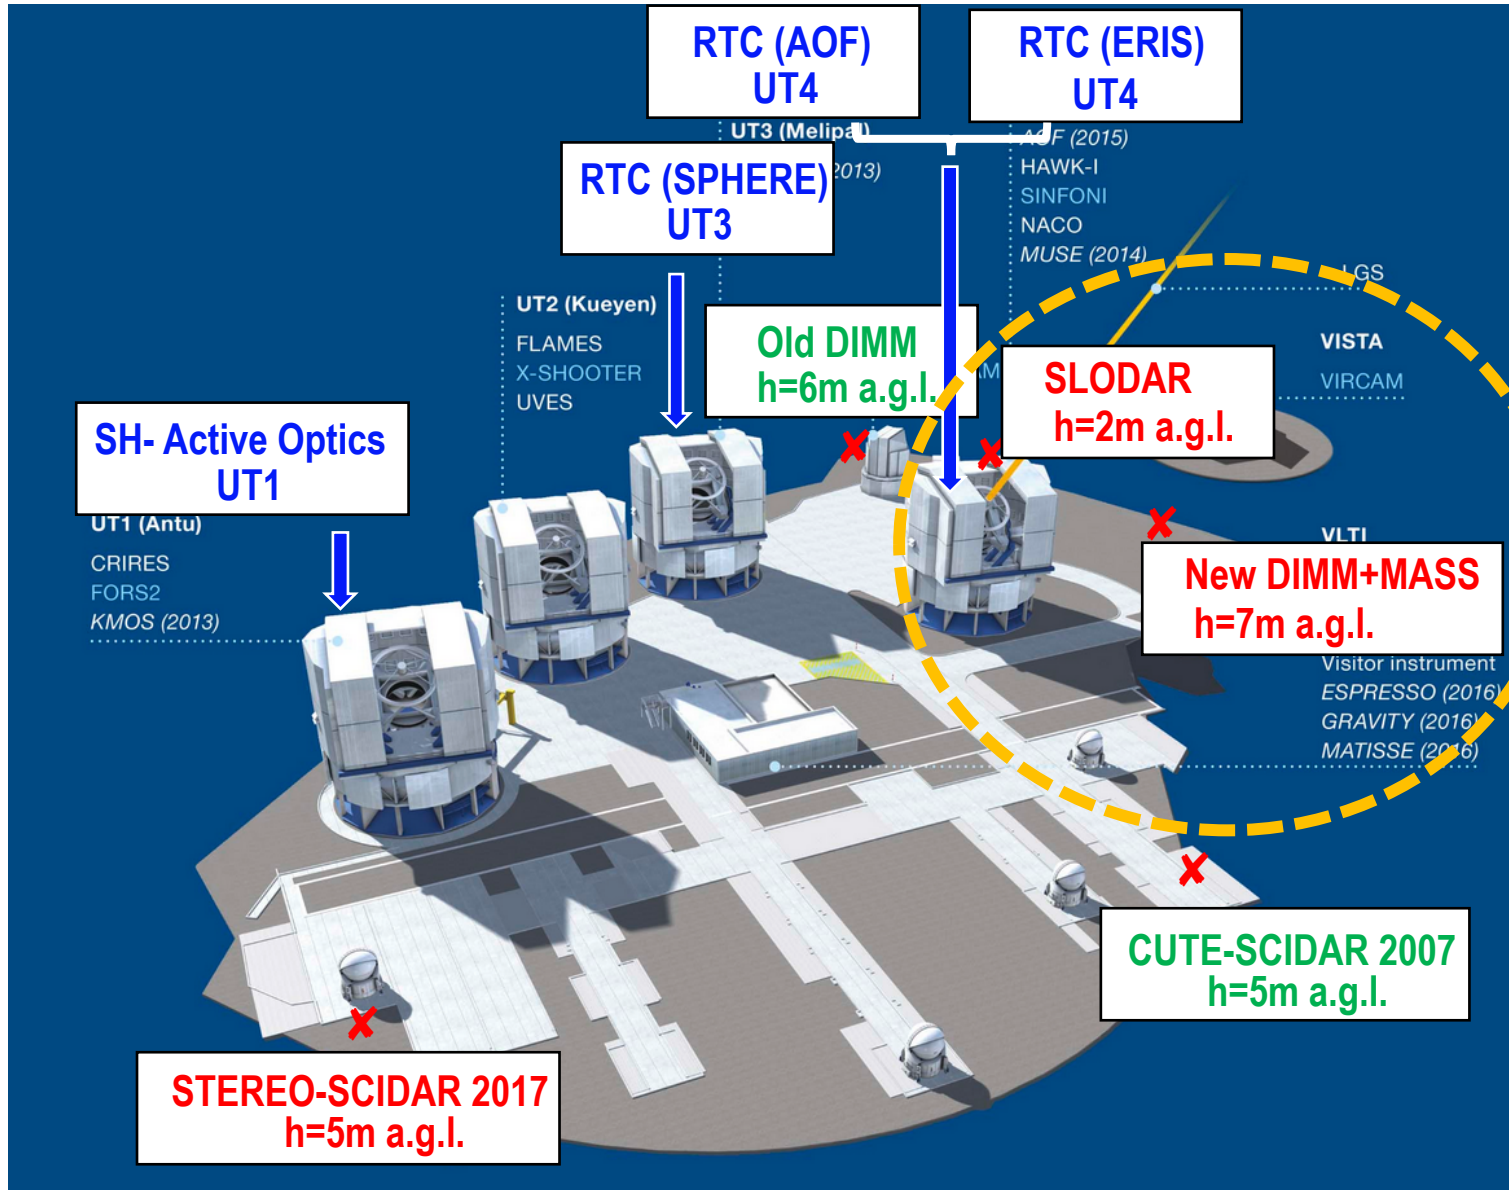 RTC (AOF)
UT4
RTC (ERIS)
UT4
UT3 (Melipal)
2013)
AOF (2015)
HAWK-I
SINFONI
NACO
MUSE (2014)
RTC (SPHERE)
UT3
LGS
UT2 (Kueyen)
FLAMES
X-SHOOTER
UVES
Old DIMM
h=6m a.g.l.
AM
SLODAR
h=2m a.g.l.
VISTA
VIRCAM
SH- Active Optics
UT1
UT1 (Antu)
CRIRES
FORS2
KMOS (2013)
VLTI
New DIMM+MASS
h=7m a.g.l.
Visitor instrument
ESPRESSO (2016)
GRAVITY (2016)
MATISSE (2016)
CUTE-SCIDAR 2007
h=5m a.g.l.
STEREO-SCIDAR 2017
h=5m a.g.l.